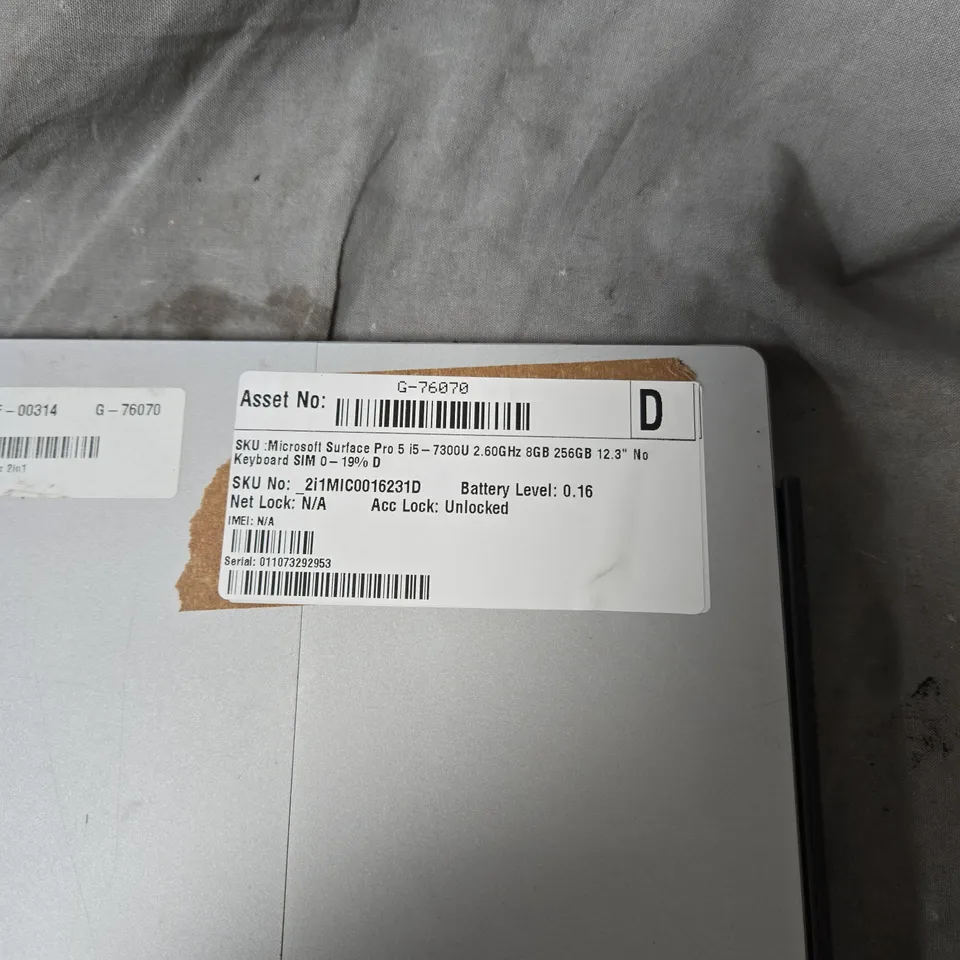 F-00314 G-76070
: 2in1
Asset No: G-76070
D
SKU :Microsoft Surface Pro 5 i5-7300U 2.60GHz 8GB 256GB 12.3" No
Keyboard SIM 0-19% D
SKU No: _2i1MIC0016231D Battery Level: 0.16
Net Lock: N/A Acc Lock: Unlocked
IMEI: N/A
Serial: 011073292953